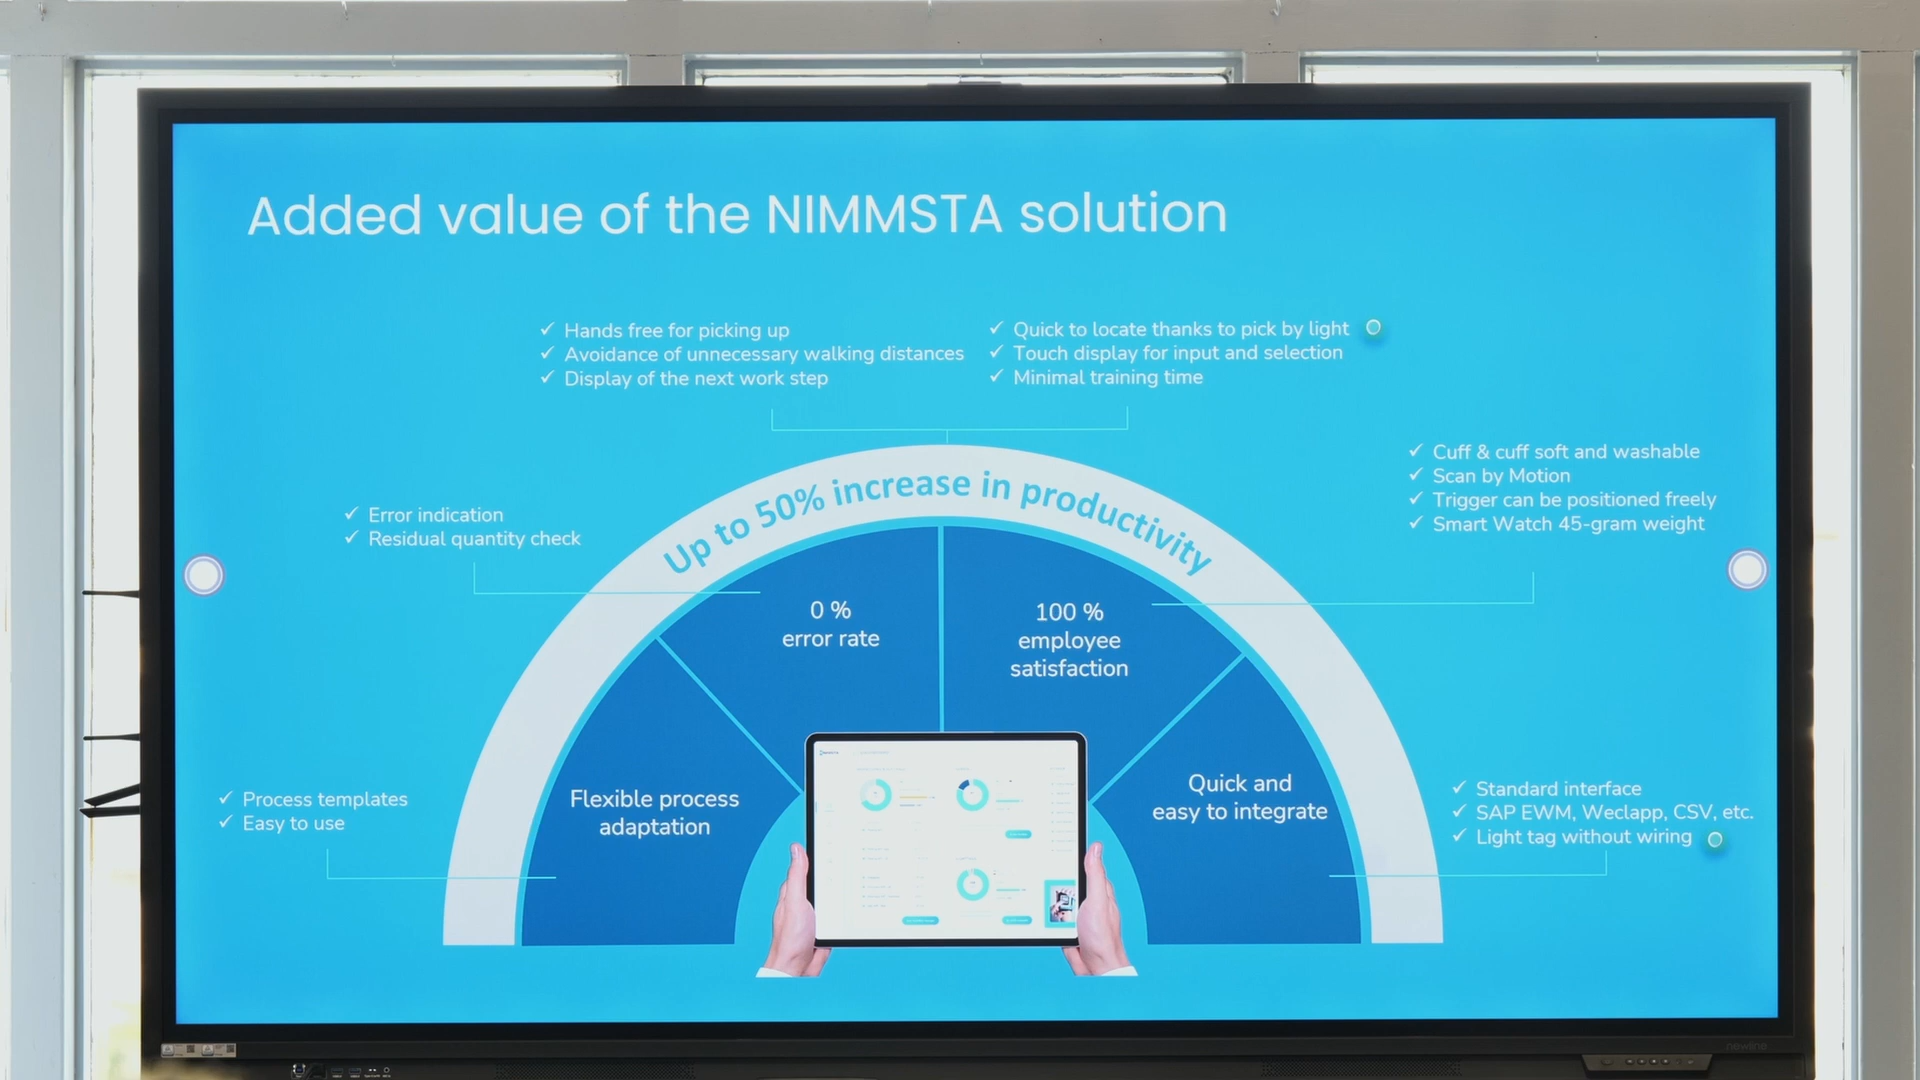 Added value of the NIMMSTA solution
✓ Hands free for picking up
✓ Avoidance of unnecessary walking distances
✓ Display of the next work step
✓ Quick to locate thanks to pick by light
✓ Touch display for input and selection
✓ Minimal training time
✓ Cuff & cuff soft and washable
✓ Scan by Motion
✓ Trigger can be positioned freely
✓ Smart Watch 45-gram weight
✓ Error indication
✓ Residual quantity check
Up to 50% increase in productivity
0 %
error rate
100 %
employee
satisfaction
✓ Process templates
✓ Easy to use
Flexible process
adaptation
Quick and
easy to integrate
✓ Standard interface
✓ SAP EWM, Weclapp, CSV, etc.
✓ Light tag without wiring
newline